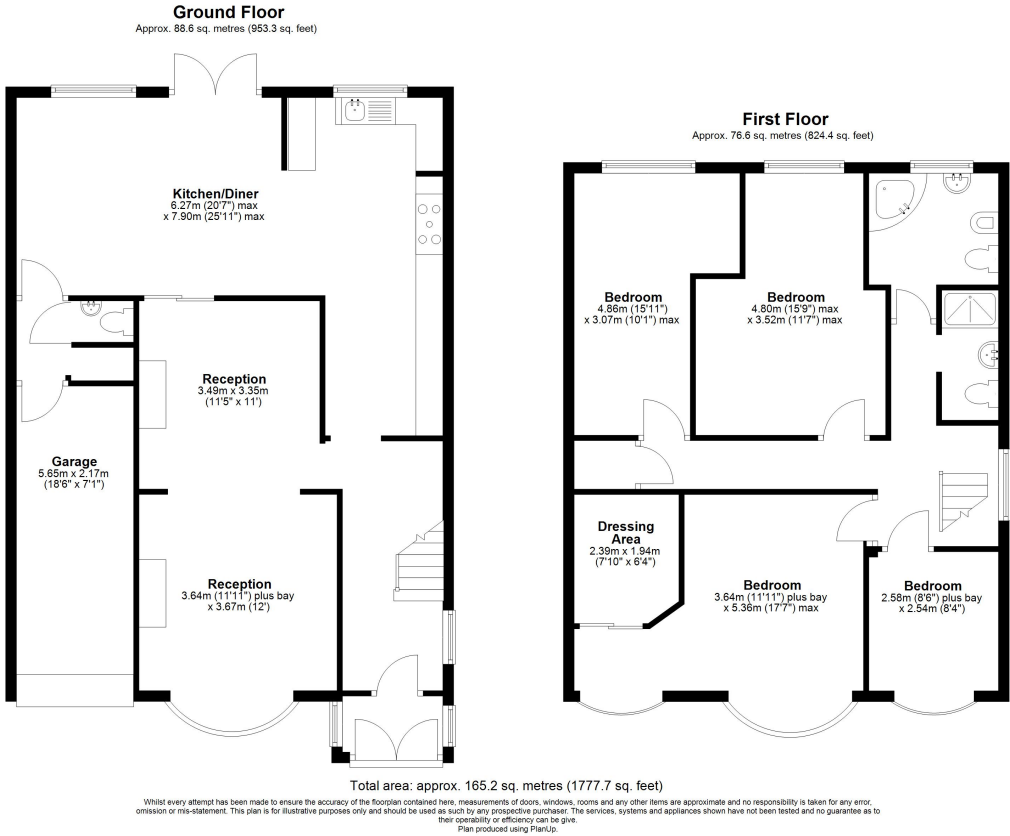 Ground Floor
Approx. 88.6 sq. metres (953.3 sq. feet)
Kitchen/Diner
6.27m (20'7") max
x 7.90m (25'11") max
Reception
3.49m x 3.35m
(11'5" x 11')
Garage
5.65m x 2.17m
(18'6" x 7'1")
Reception
3.64m (11'11") plus bay
x 3.67m (12')
First Floor
Approx. 76.6 sq. metres (824.4 sq. feet)
Bedroom
4.86m (15'11")
x 3.07m (10'1") max
Bedroom
4.80m (15'9") max
x 3.52m (11'7") max
Dressing
Area
2.39m x 1.94m
(7'10" x 6'4")
Bedroom
3.64m (11'11") plus bay
x 5.36m (17'7") max
Bedroom
2.58m (8'6") plus bay
x 2.54m (8'4")
Total area: approx. 165.2 sq. metres (1777.7 sq. feet)
Whilst every attempt has been made to ensure the accuracy of the floorplan contained here, measurements of doors, windows, rooms and any other items are approximate and no responsibility is taken for any error,
omission or mis-statement. This plan is for illustrative purposes only and should be used as such by any prospective purchaser. The services, systems and appliances shown have not been tested and no guarantee as to
their operability or efficiency can be give.
Plan produced using PlanUp.